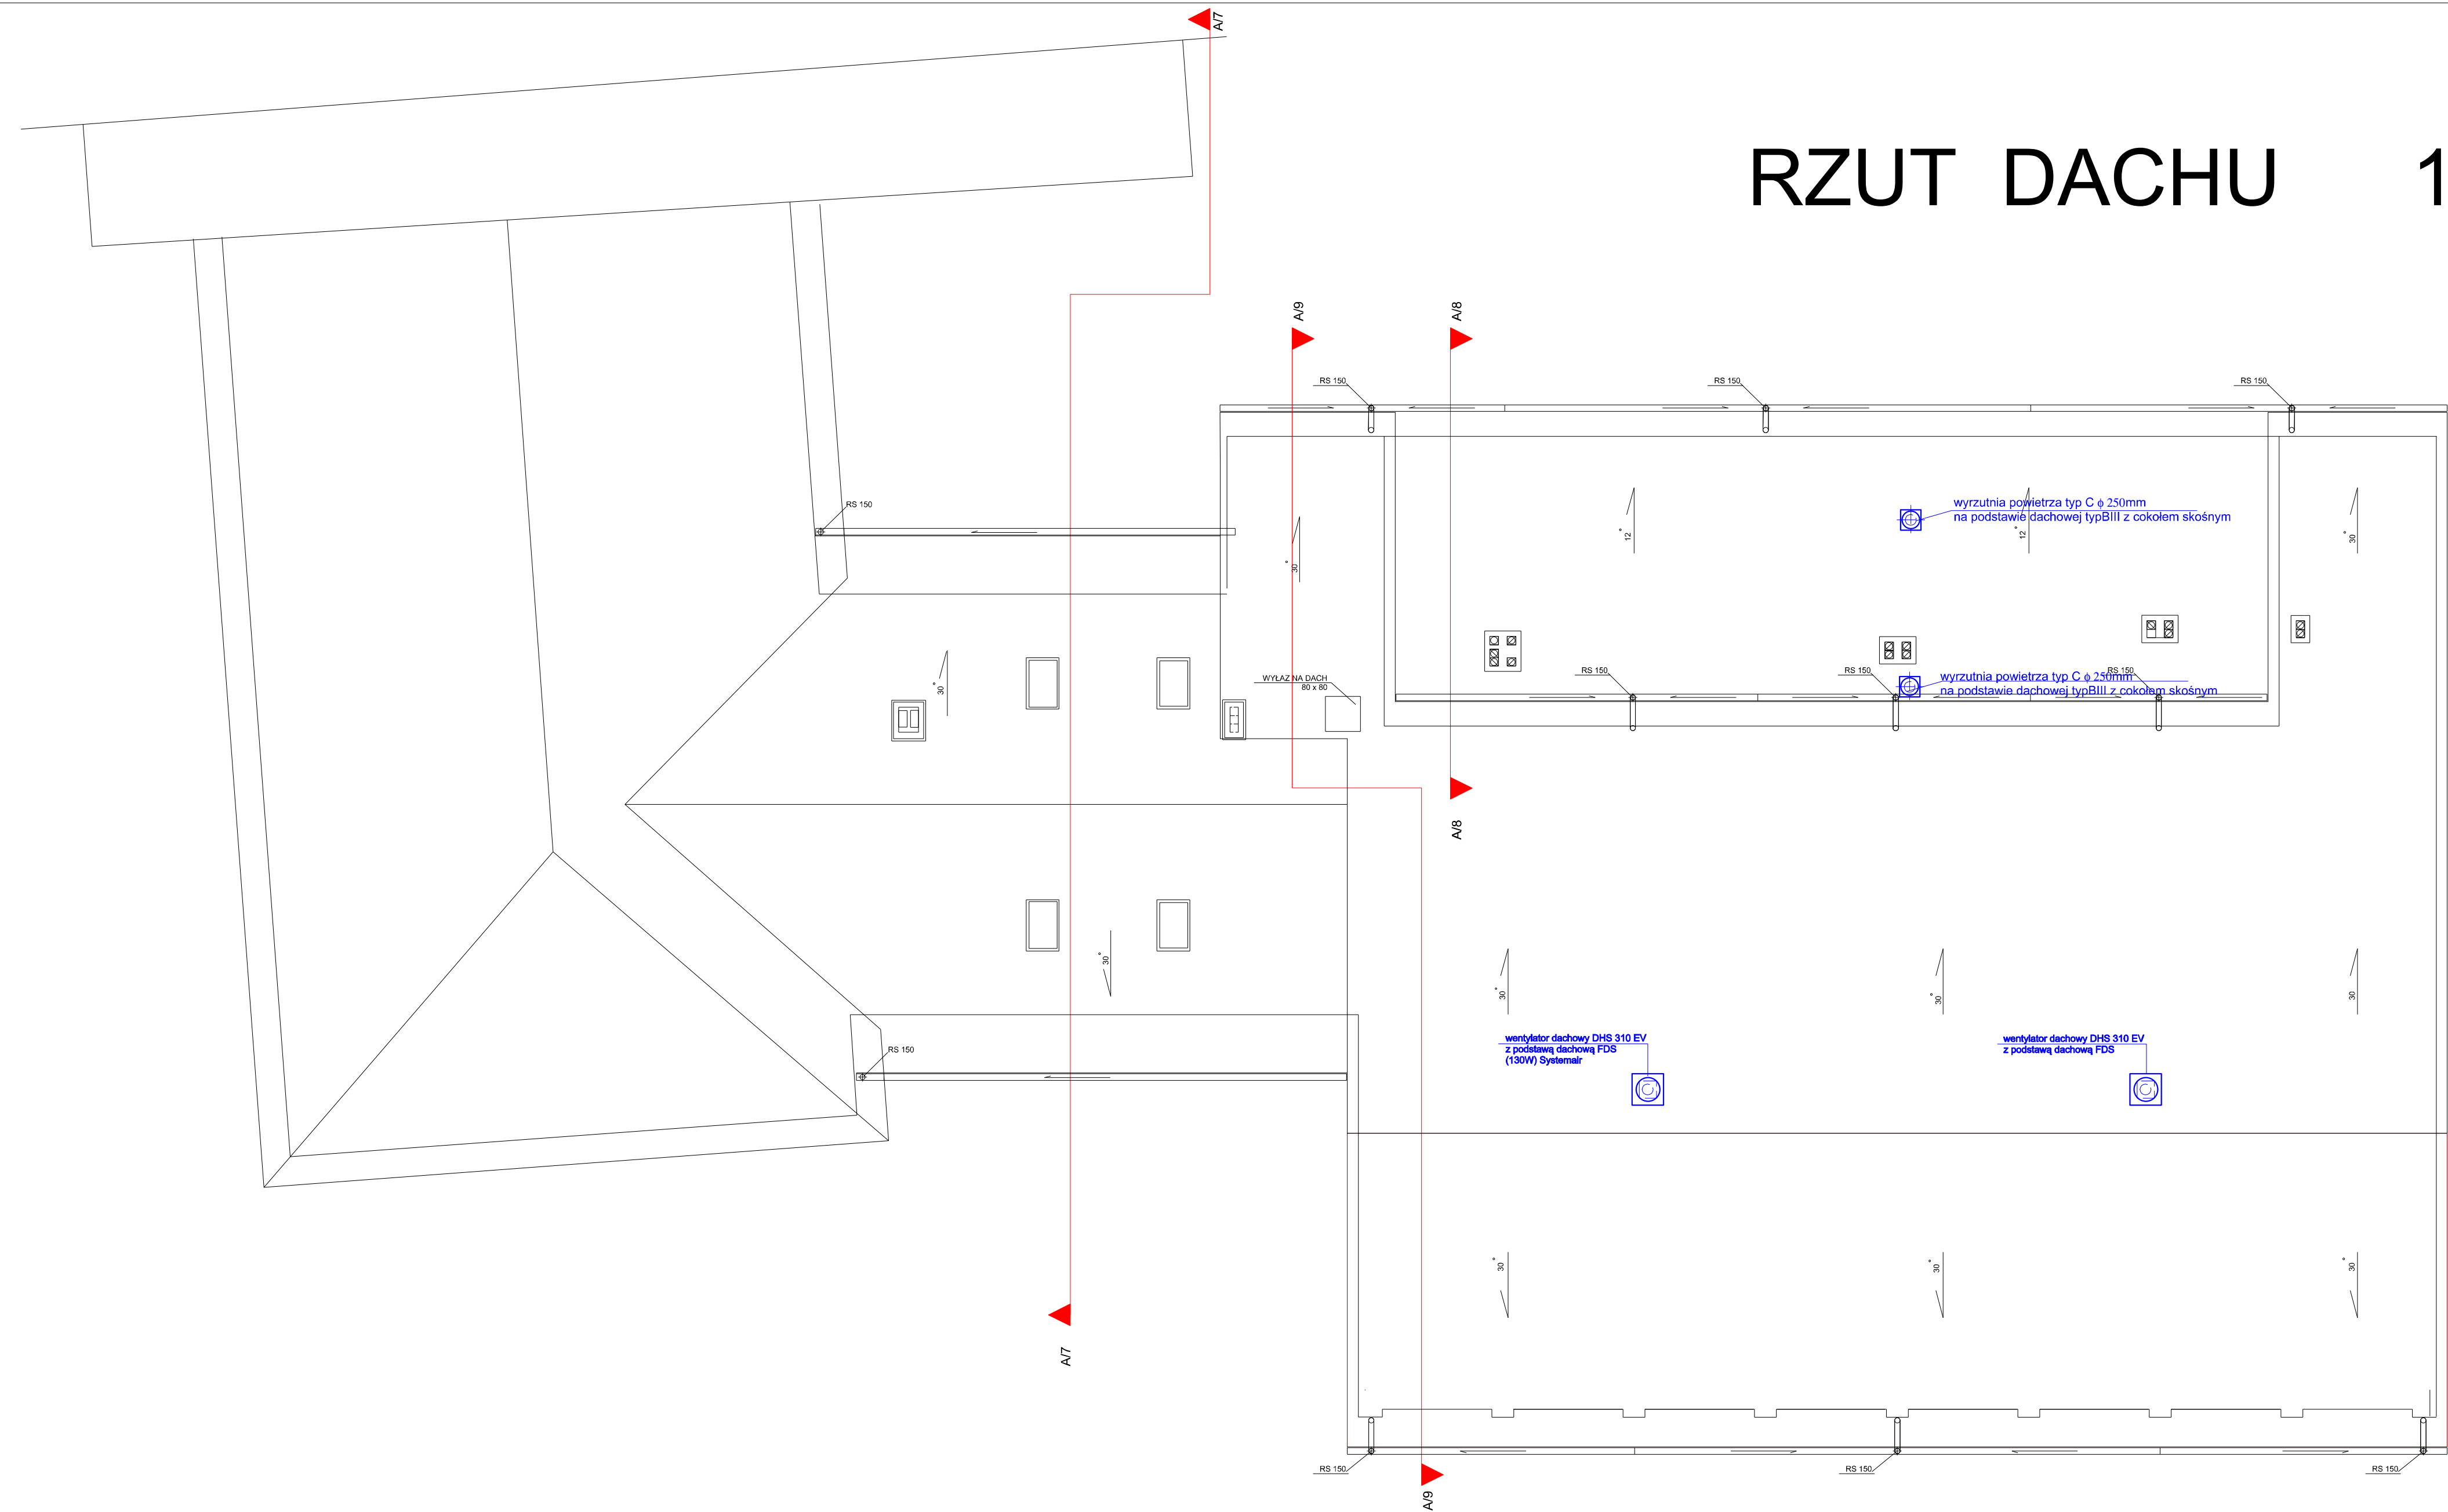 A/7
RZUT DACHU 1
A/9
A/8
RS 150
RS 150
RS 150
RS 150
wyrzutnia powietrza typ C ϕ 250mm
na podstawie dachowej typBIII z cokołem skośnym
30°
12°
12°
30°
30°
WYŁAZ NA DACH
80 x 80
RS 150
RS 150
RS 150
wyrzutnia powietrza typ C ϕ 250mm
na podstawie dachowej typBIII z cokołem skośnym
A/8
30°
30°
30°
30
RS 150
wentylator dachowy DHS 310 EV
z podstawą dachową FDS
(130W) Systemair
wentylator dachowy DHS 310 EV
z podstawą dachową FDS
30°
30°
30°
A/7
RS 150
RS 150
RS 150
A/9